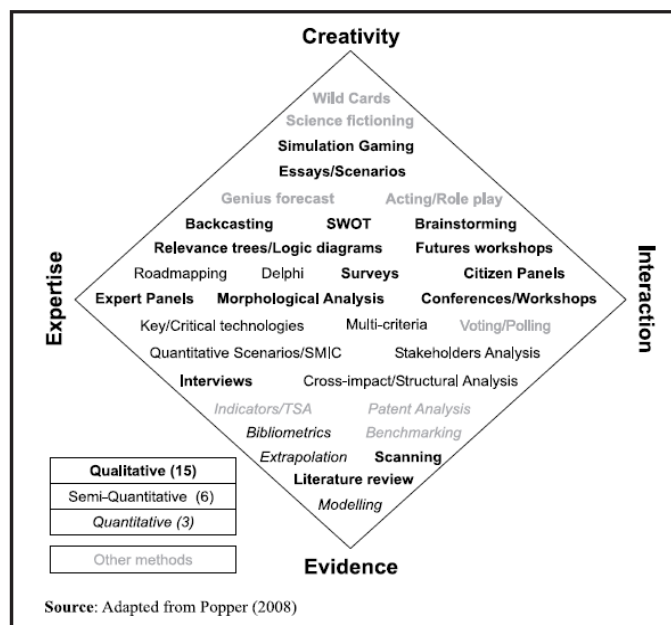 Creativity
Wild Cards
Science fictioning
Simulation Gaming
Essays/Scenarios
Genius forecast Acting/Role play
Backcasting SWOT Brainstorming
Relevance trees/Logic diagrams Futures workshops
Roadmapping Delphi Surveys Citizen Panels
Expert Panels Morphological Analysis Conferences/Workshops
Key/Critical technologies Multi-criteria Voting/Polling
Quantitative Scenarios/SMIC Stakeholders Analysis
Interviews Cross-impact/Structural Analysis
Indicators/TSA Patent Analysis
Bibliometrics Benchmarking
Extrapolation Scanning
Literature review
Modelling
Expertise
Interaction
Evidence
Qualitative (15)
Semi-Quantitative (6)
Quantitative (3)
Other methods
Source: Adapted from Popper (2008)